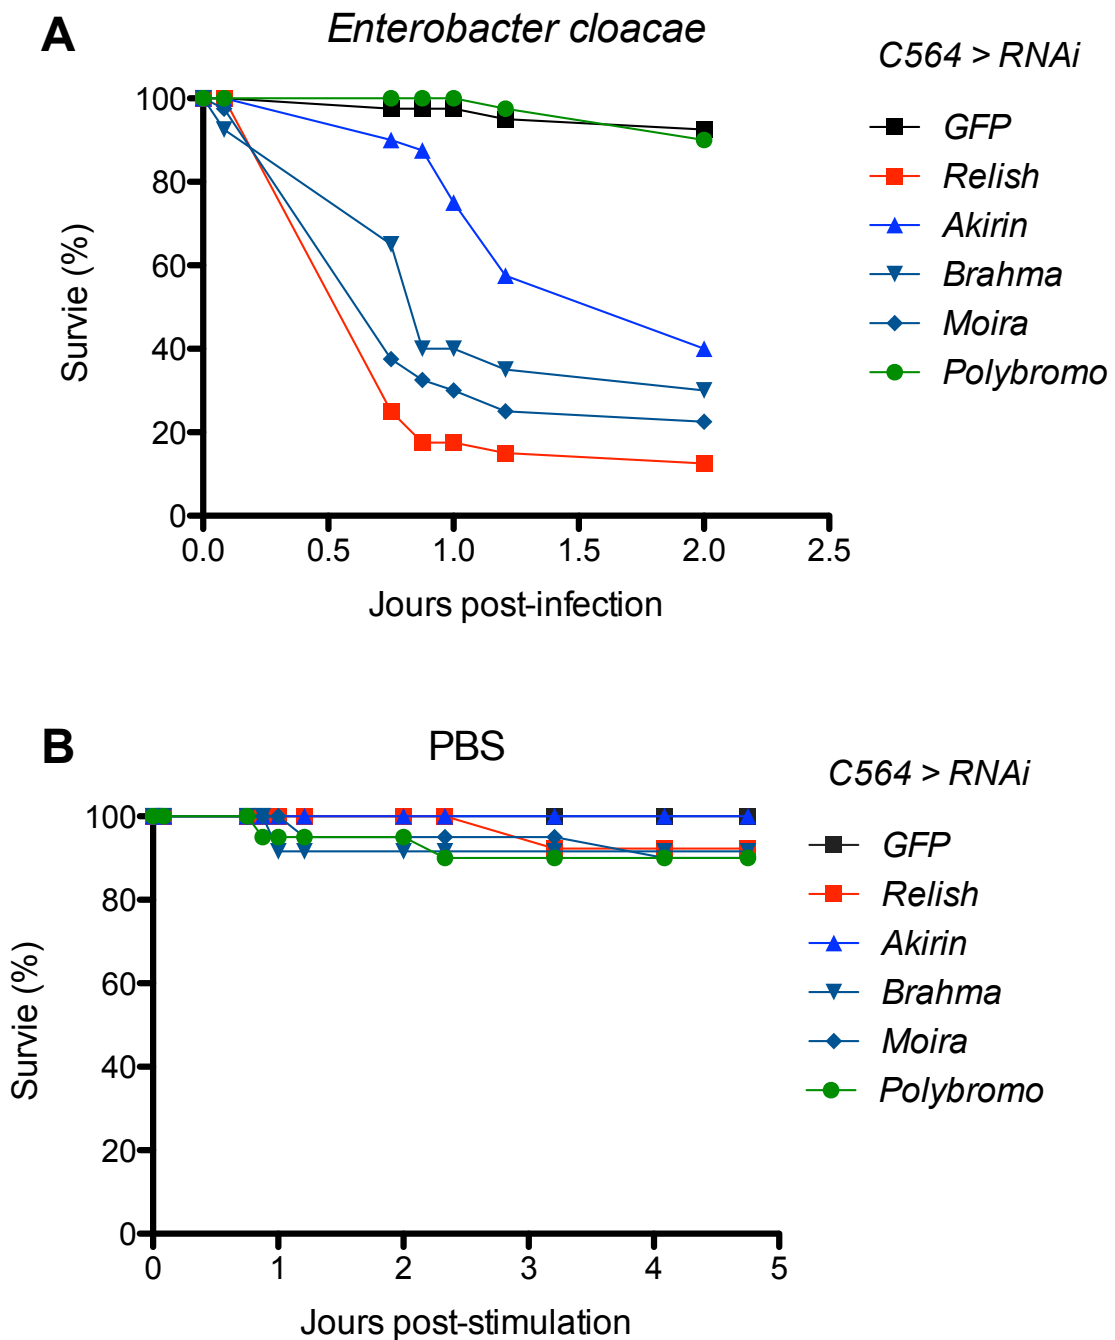 A
Enterobacter cloacae
C564 > RNAi
GFP
Relish
Akirin
Brahma
Moira
Polybromo
Survie (%)
100
80
60
40
20
0
0.0 0.5 1.0 1.5 2.0 2.5
Jours post-infection
B
PBS
C564 > RNAi
GFP
Relish
Akirin
Brahma
Moira
Polybromo
Survie (%)
100
80
60
40
20
0
0 1 2 3 4 5
Jours post-stimulation